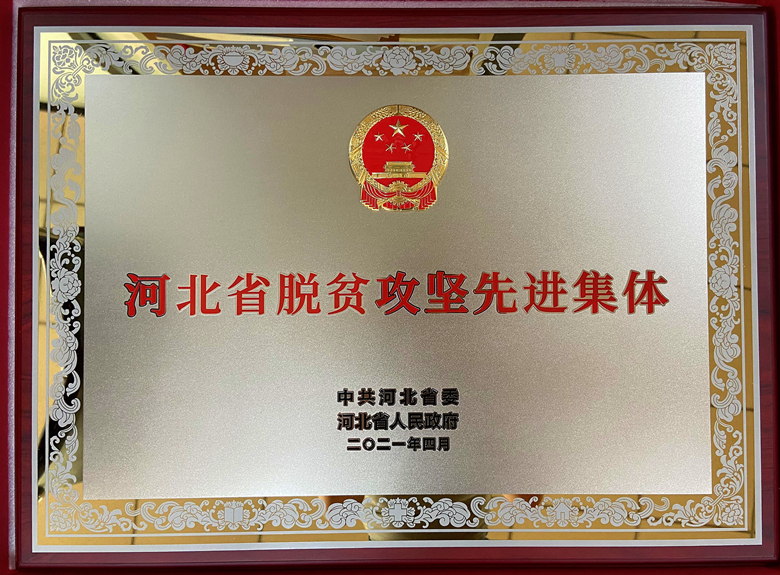 河北省脱贫攻坚先进集体
中共河北省委
河北省人民政府
二〇二一年四月